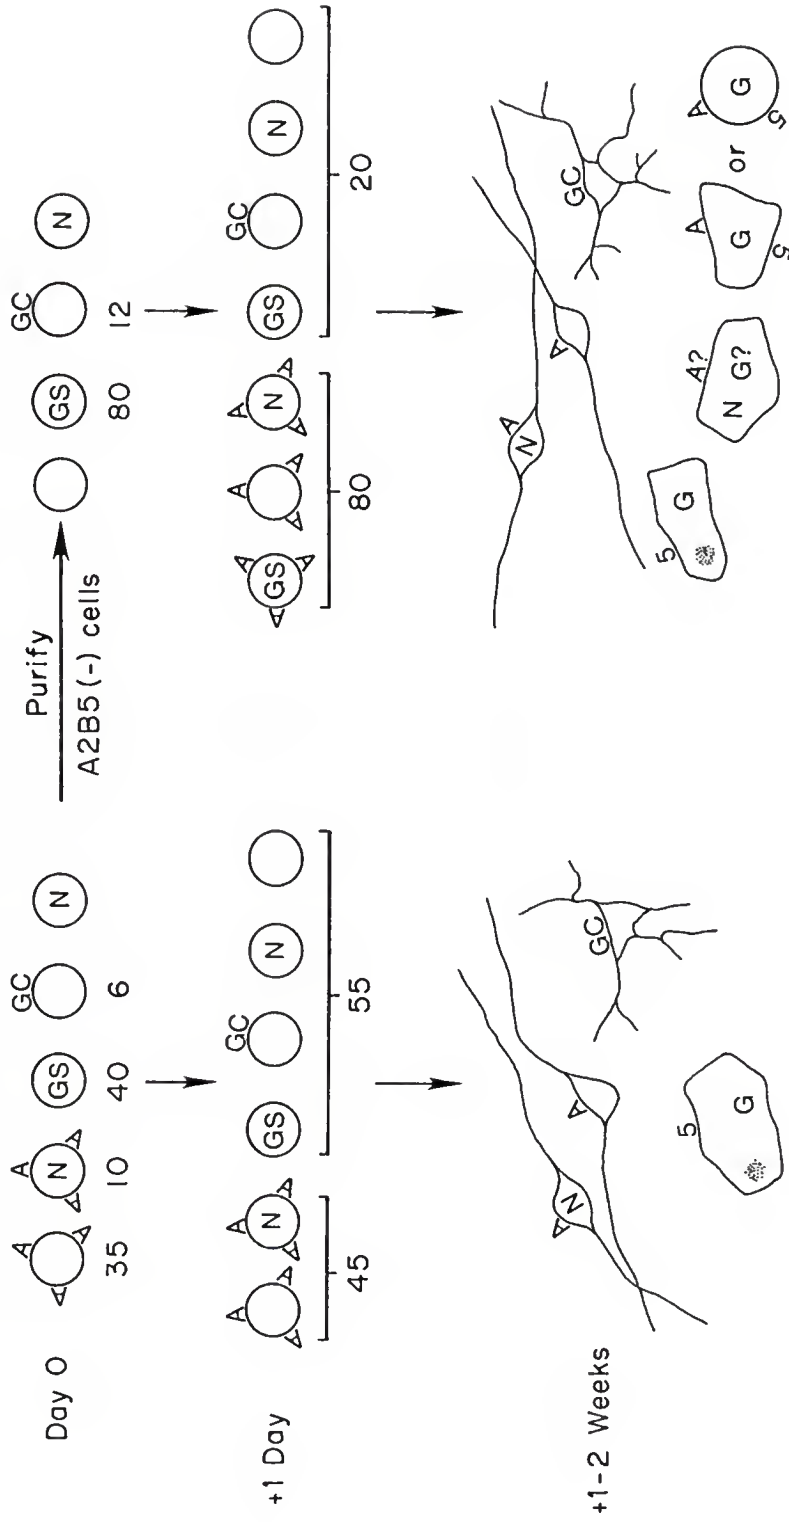 Day 0
A A A
A N A A
GS
GC
N
35 10 40 6
Purify
A2B5(-) cells
GS
GC
N
80 12
+1 Day
A A A
A N A A
GS
GC
N
45 55
A GS A A
A A A
A N A A
GS
GC
N
80 20
+1-2 Weeks
A N
A
GC
5 G
N A
A
GC
5 G
A?
N G?
A
G
5
or
A
G
5